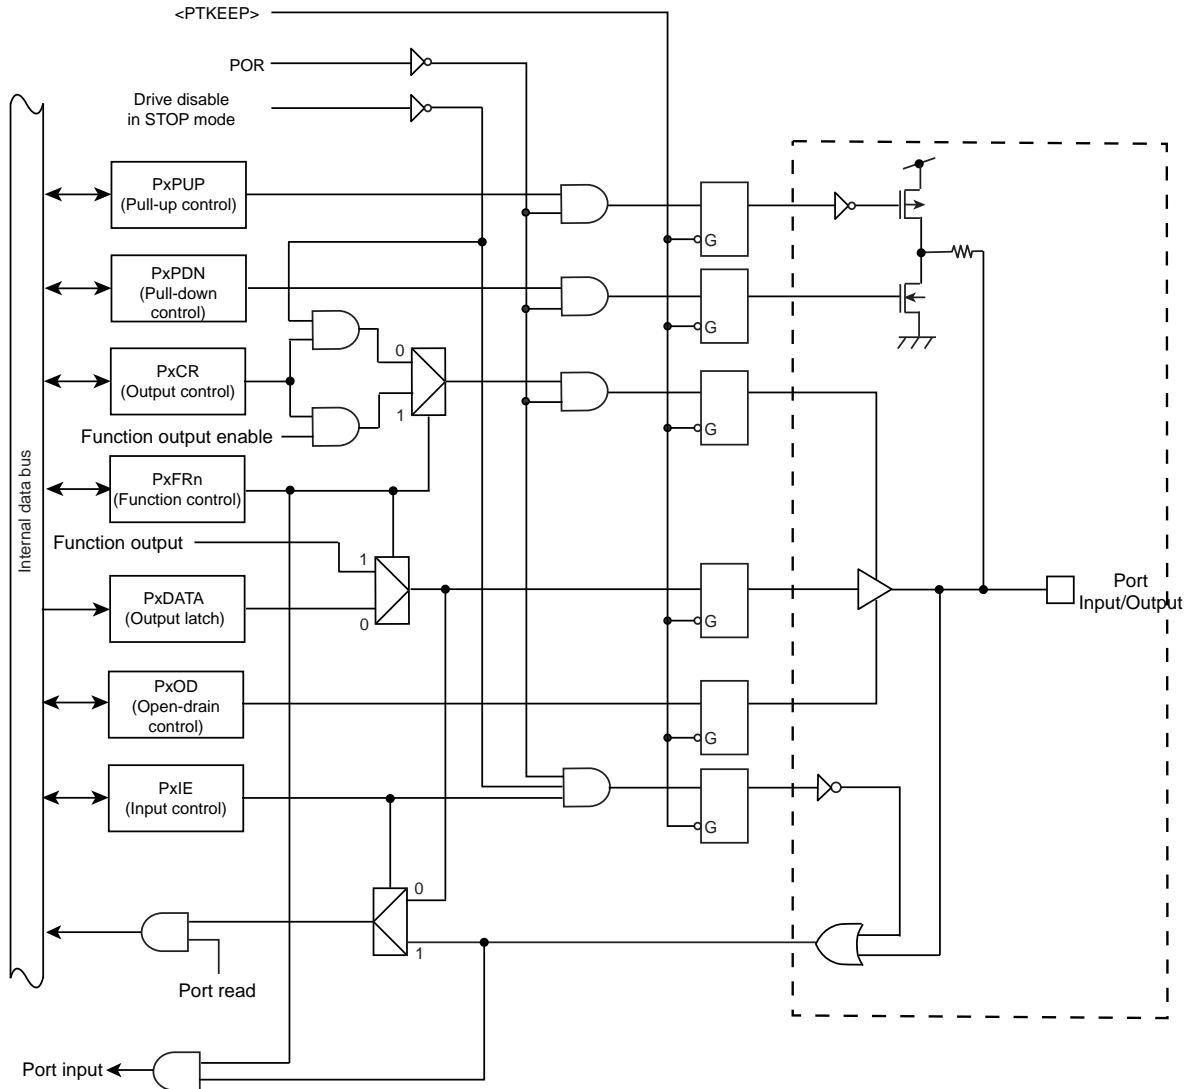 <PTKEEP>
POR
Drive disable
in STOP mode
PxPUP
(Pull-up control)
G
PxPDN
(Pull-down
control)
G
PxCR
(Output control)
0
1
G
Function output enable
PxFRn
(Function control)
Internal data bus
Function output
1
0
PxDATA
(Output latch)
G
Port
Input/Output
PxOD
(Open-drain
control)
G
PxIE
(Input control)
G
0
1
Port read
Port input